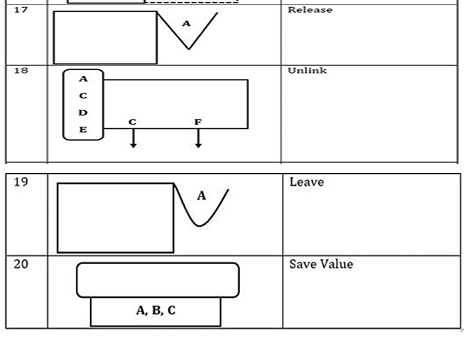 17 A Release
18 A Unlink
C
D
E
C F
19 A Leave
20 Save Value
A, B, C